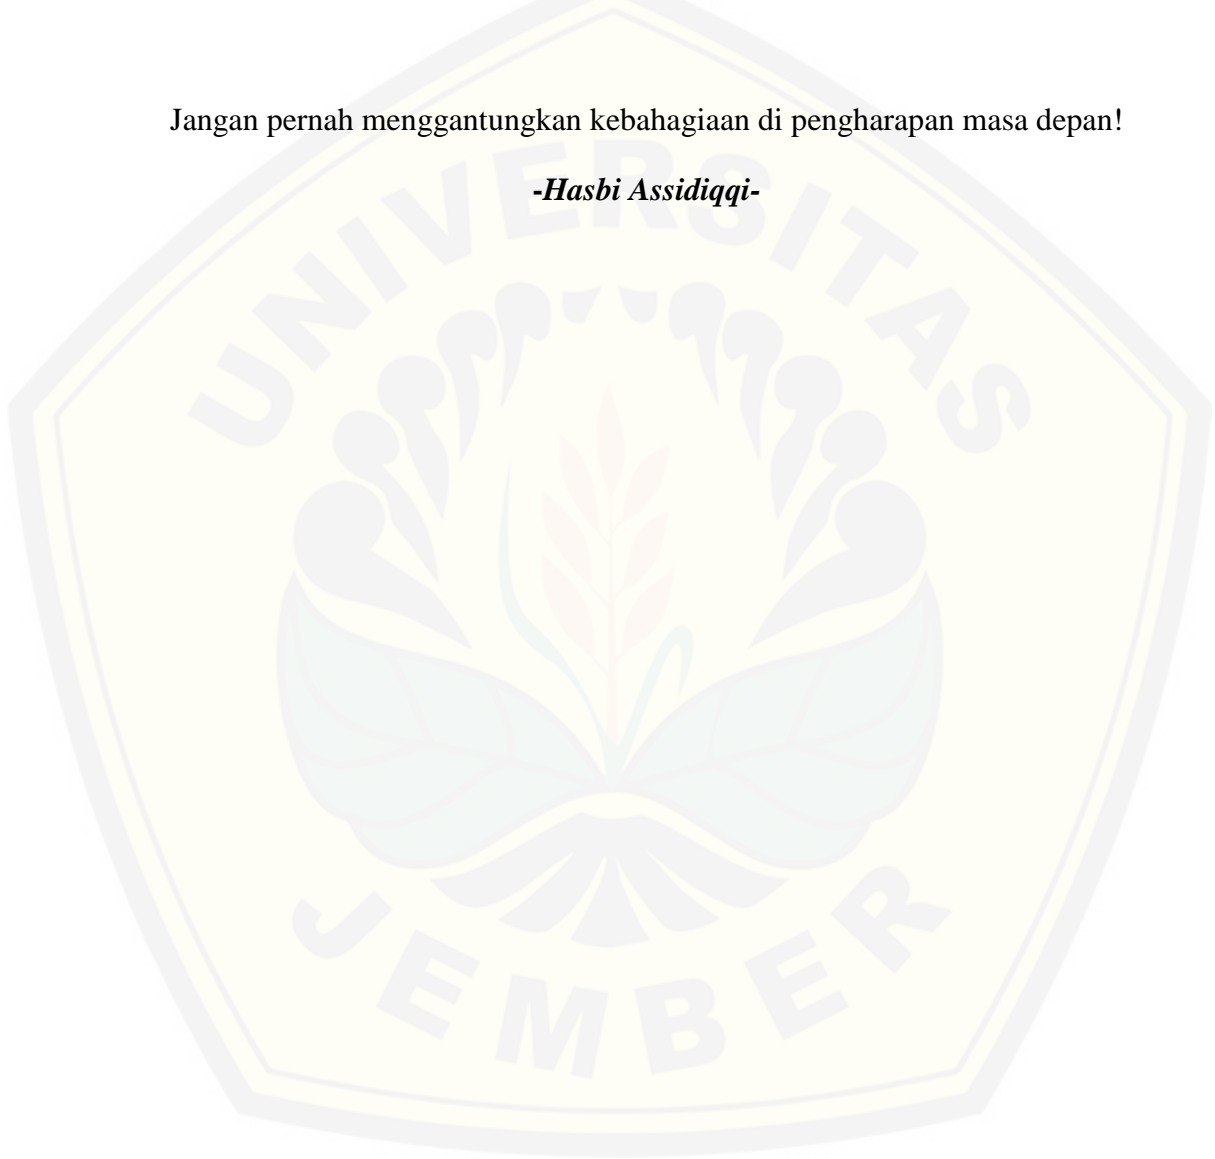 Jangan pernah menggantungkan kebahagiaan di pengharapan masa depan!
-Hasbi Assidiqqi-
UNIVERSITAS
JEMBER